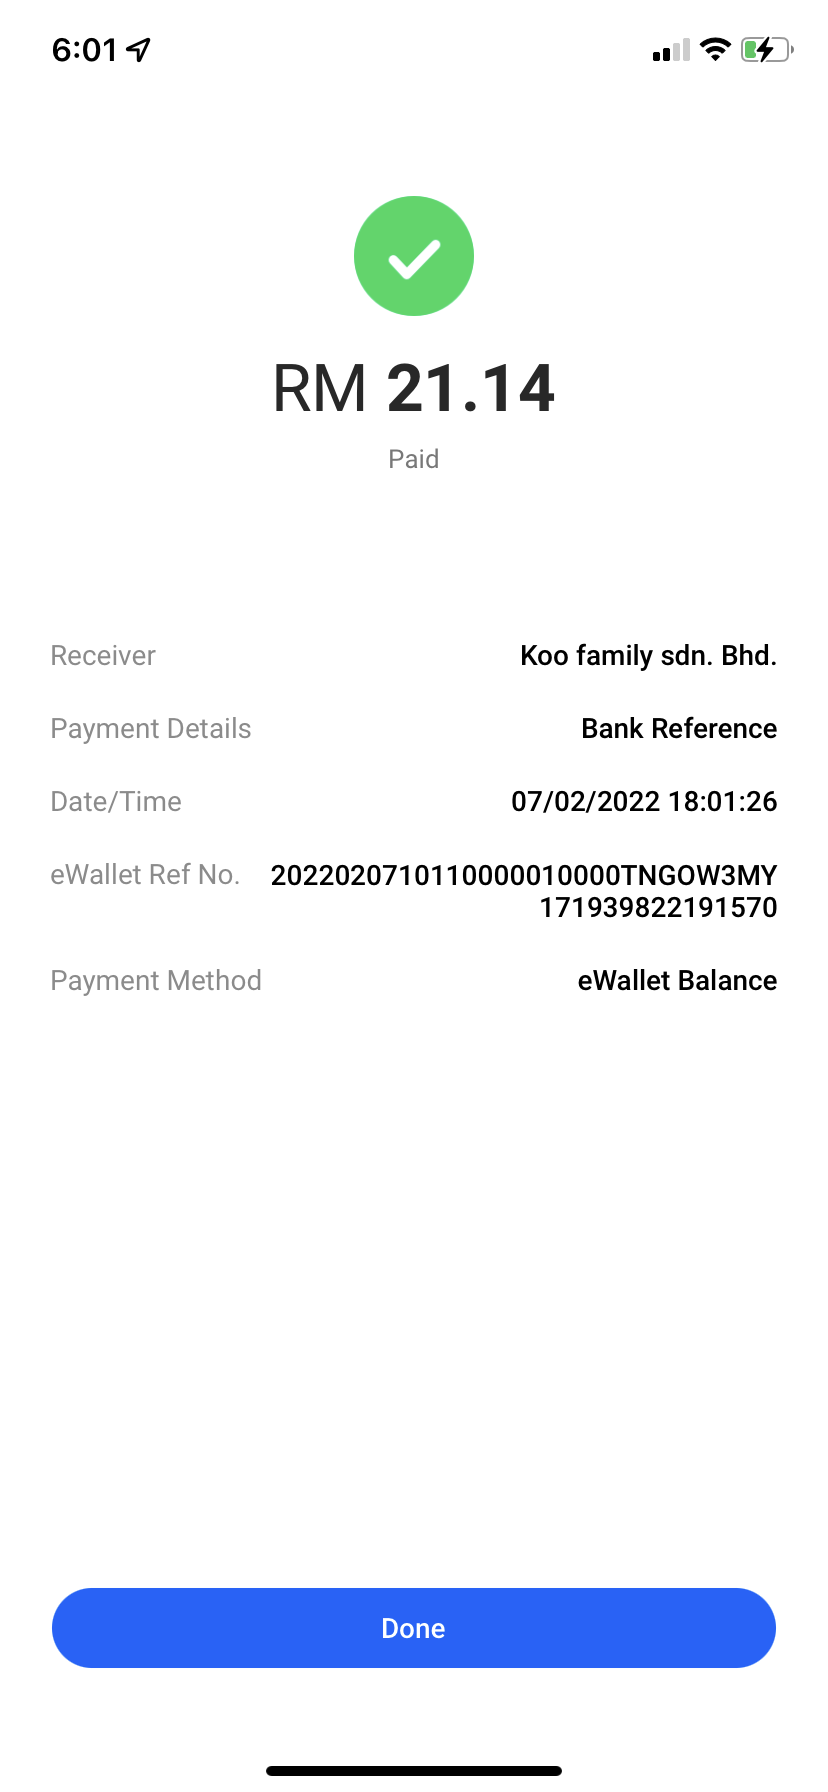 6:01
RM 21.14
Paid
Receiver Koo family sdn. Bhd.
Payment Details Bank Reference
Date/Time 07/02/2022 18:01:26
eWallet Ref No. 2022020710110000010000TNGOW3MY
171939822191570
Payment Method eWallet Balance
Done